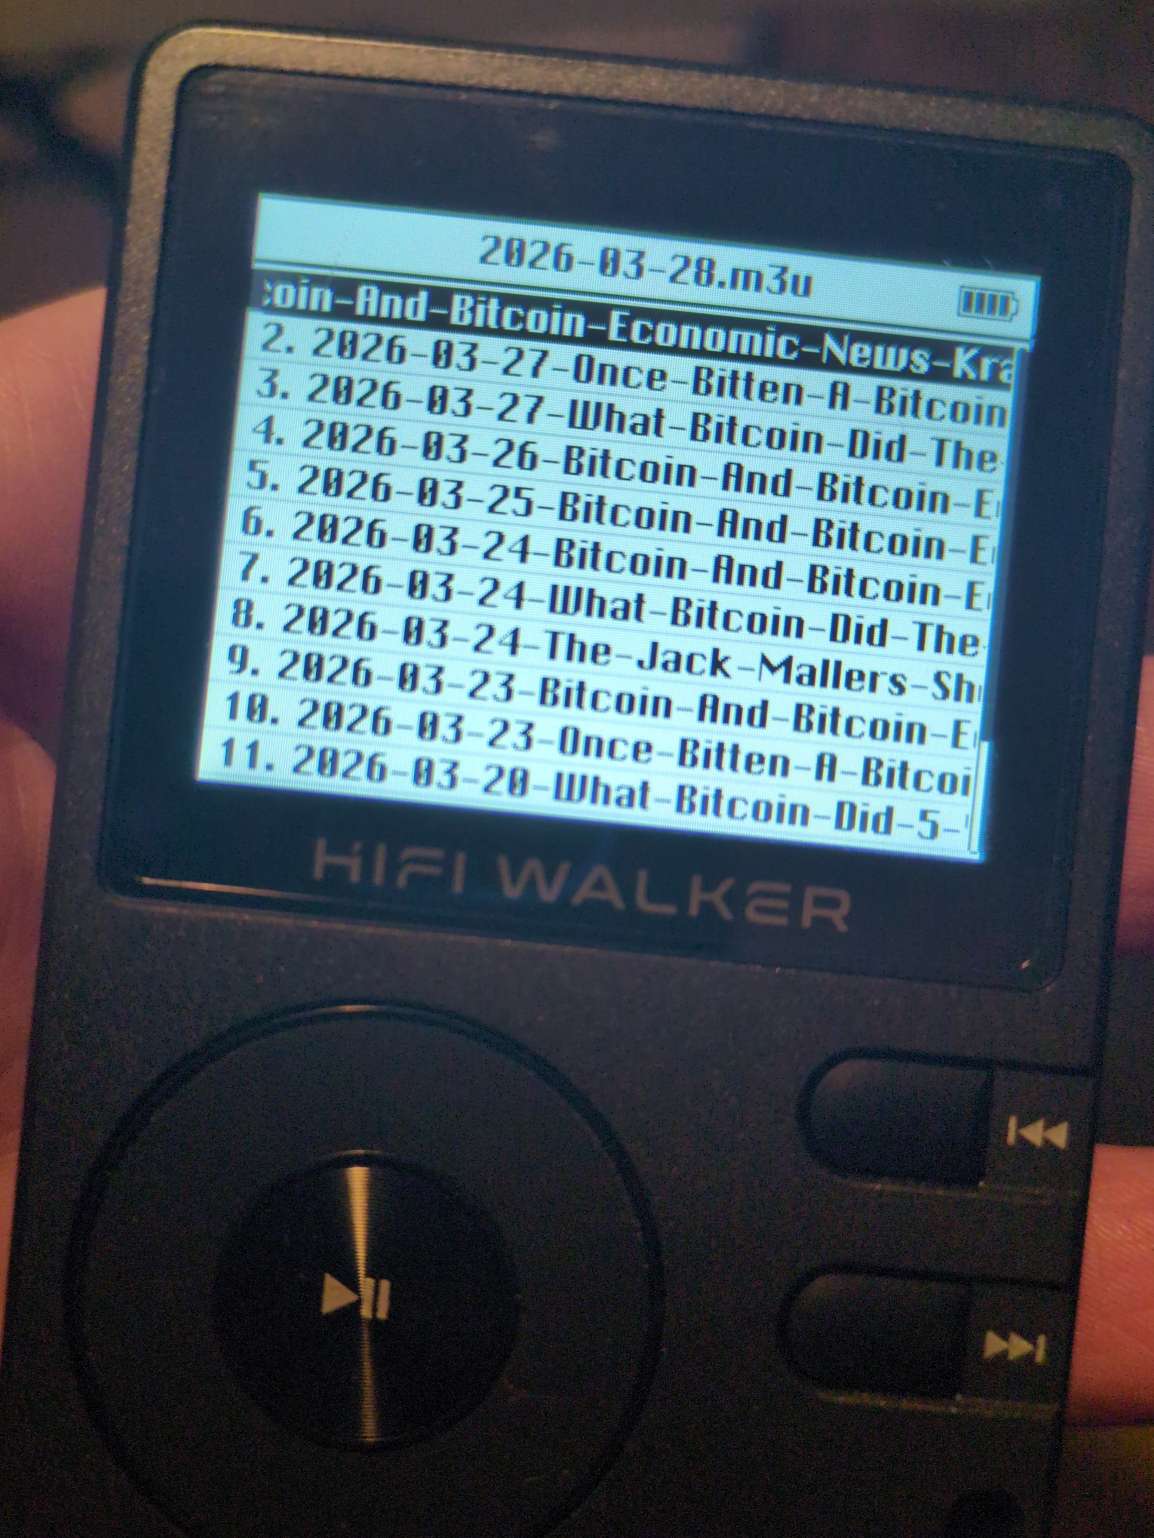 2026-03-28.m3u
coin-And-Bitcoin-Economic-News-Kra
2. 2026-03-27-Once-Bitten-A-Bitcoin
3. 2026-03-27-What-Bitcoin-Did-The-
4. 2026-03-26-Bitcoin-And-Bitcoin-E
5. 2026-03-25-Bitcoin-And-Bitcoin-E
6. 2026-03-24-Bitcoin-And-Bitcoin-E
7. 2026-03-24-What-Bitcoin-Did-The-
8. 2026-03-24-The-Jack-Mallers-Sh
9. 2026-03-23-Bitcoin-And-Bitcoin-E
10. 2026-03-23-Once-Bitten-A-Bitcoi
11. 2026-03-20-What-Bitcoin-Did-5-
HIFI WALKER